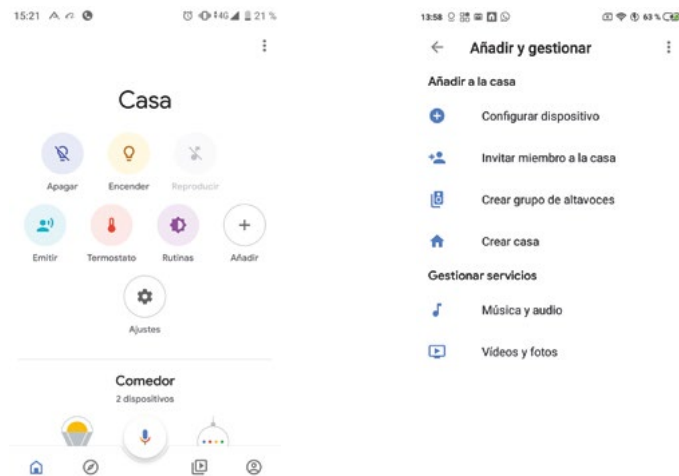 15:21
4G
21 %
Casa
Apagar
Encender
Reproducir
Emitir
Termostato
Rutinas
Añadir
Ajustes
Comedor
2 dispositivos
13:58
63 %
Añadir y gestionar
Añadir a la casa
Configurar dispositivo
Invitar miembro a la casa
Crear grupo de altavoces
Crear casa
Gestionar servicios
Música y audio
Vídeos y fotos